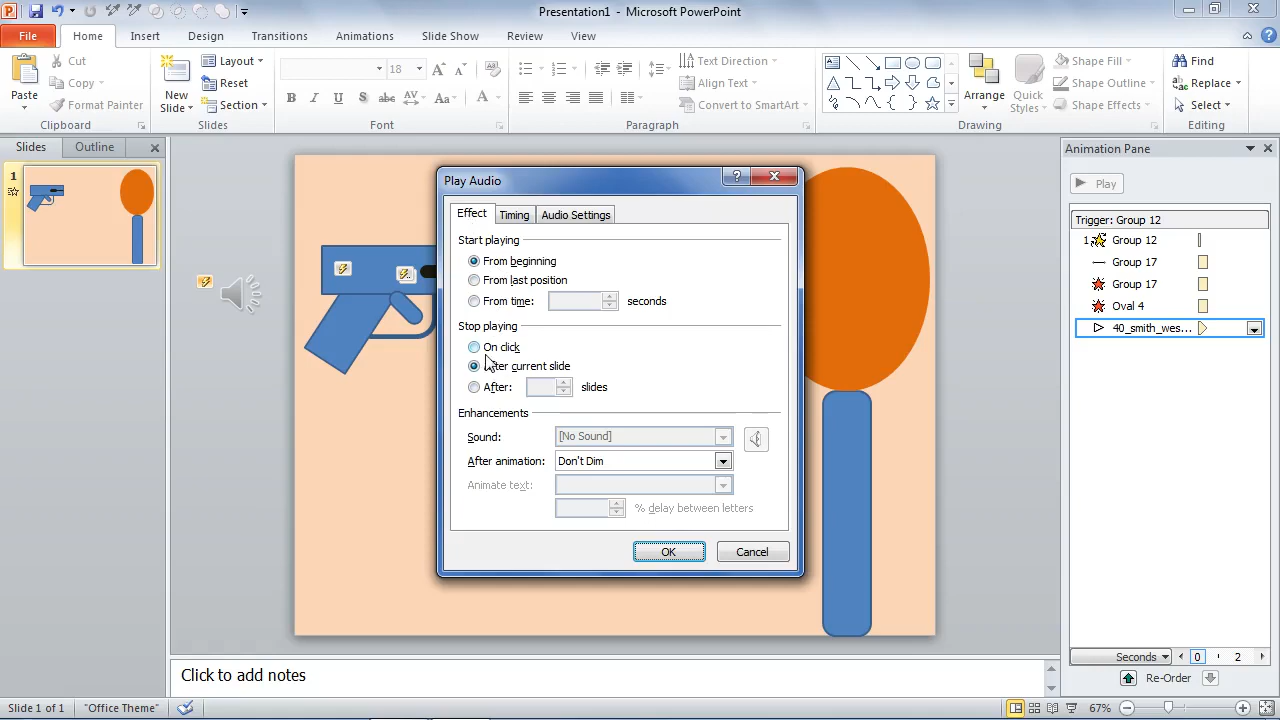 Presentation1 - Microsoft PowerPoint
File Home Insert Design Transitions Animations Slide Show Review View
Paste
Cut
Copy
Format Painter
Clipboard
New Slide
Layout
Reset
Section
Slides
18
B I U S abc AV Aa A
Font
Text Direction
Align Text
Convert to SmartArt
Paragraph
Arrange
Quick Styles
Shape Fill
Shape Outline
Shape Effects
Drawing
Find
Replace
Select
Editing
Slides Outline
1
Play Audio
Effect Timing Audio Settings
Start playing
From beginning
From last position
From time: seconds
Stop playing
On click
After current slide
After: slides
Enhancements
Sound: [No Sound]
After animation: Don't Dim
Animate text:
% delay between letters
OK Cancel
Animation Pane
Play
Trigger: Group 12
1 Group 12
Group 17
Group 17
Oval 4
40_smith_wes...
Seconds 0 2
Re-Order
Click to add notes
Slide 1 of 1 "Office Theme" 67%